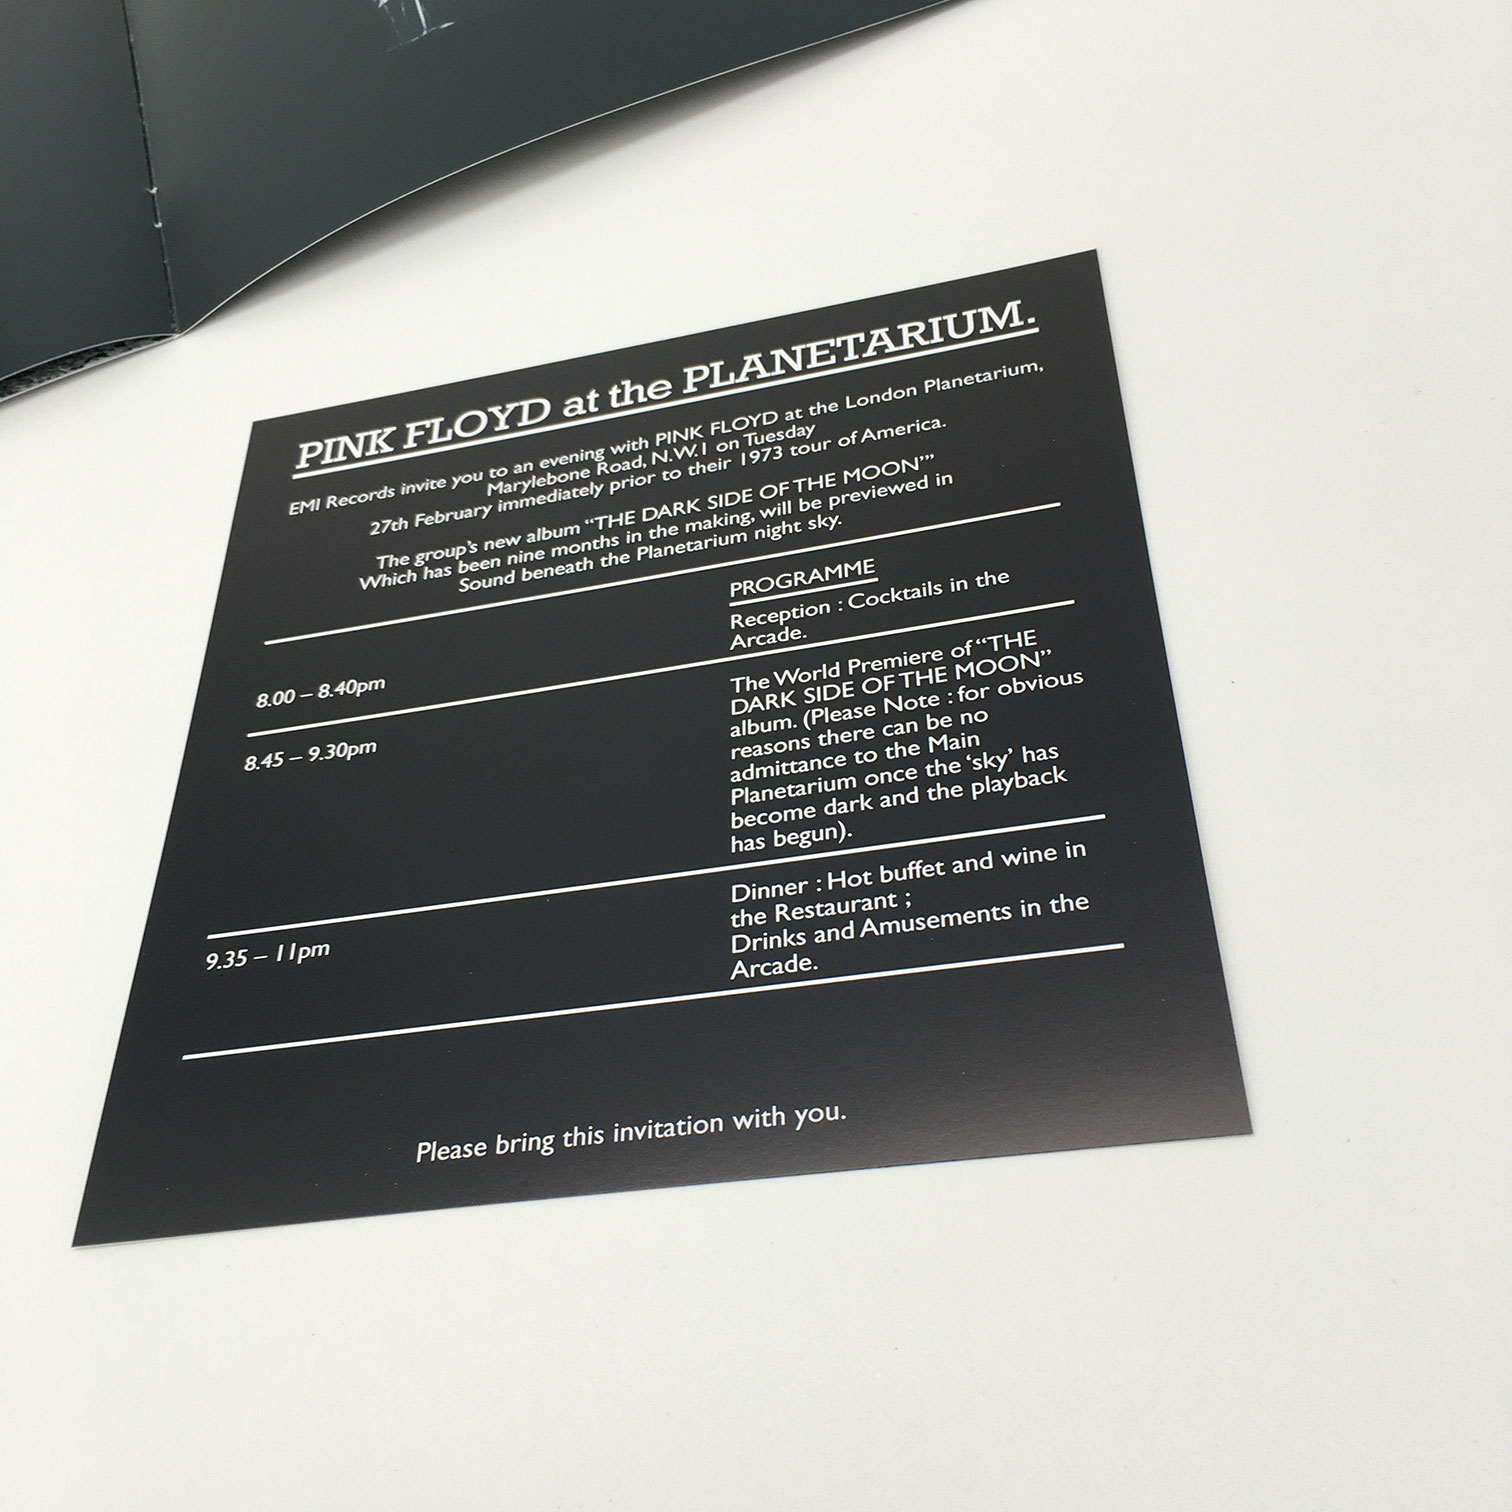 PINK FLOYD at the PLANETARIUM.
EMI Records invite you to an evening with PINK FLOYD at the London Planetarium,
Marylebone Road, N.W.1 on Tuesday
27th February immediately prior to their 1973 tour of America.
The group's new album “THE DARK SIDE OF THE MOON”’
Which has been nine months in the making, will be previewed in
Sound beneath the Planetarium night sky.
PROGRAMME
8.00 – 8.40pm
Reception : Cocktails in the
Arcade.
8.45 – 9.30pm
The World Premiere of “THE
DARK SIDE OF THE MOON”
album. (Please Note : for obvious
reasons there can be no
admittance to the Main
Planetarium once the ‘sky’ has
become dark and the playback
has begun).
9.35 – 11pm
Dinner : Hot buffet and wine in
the Restaurant ;
Drinks and Amusements in the
Arcade.
Please bring this invitation with you.